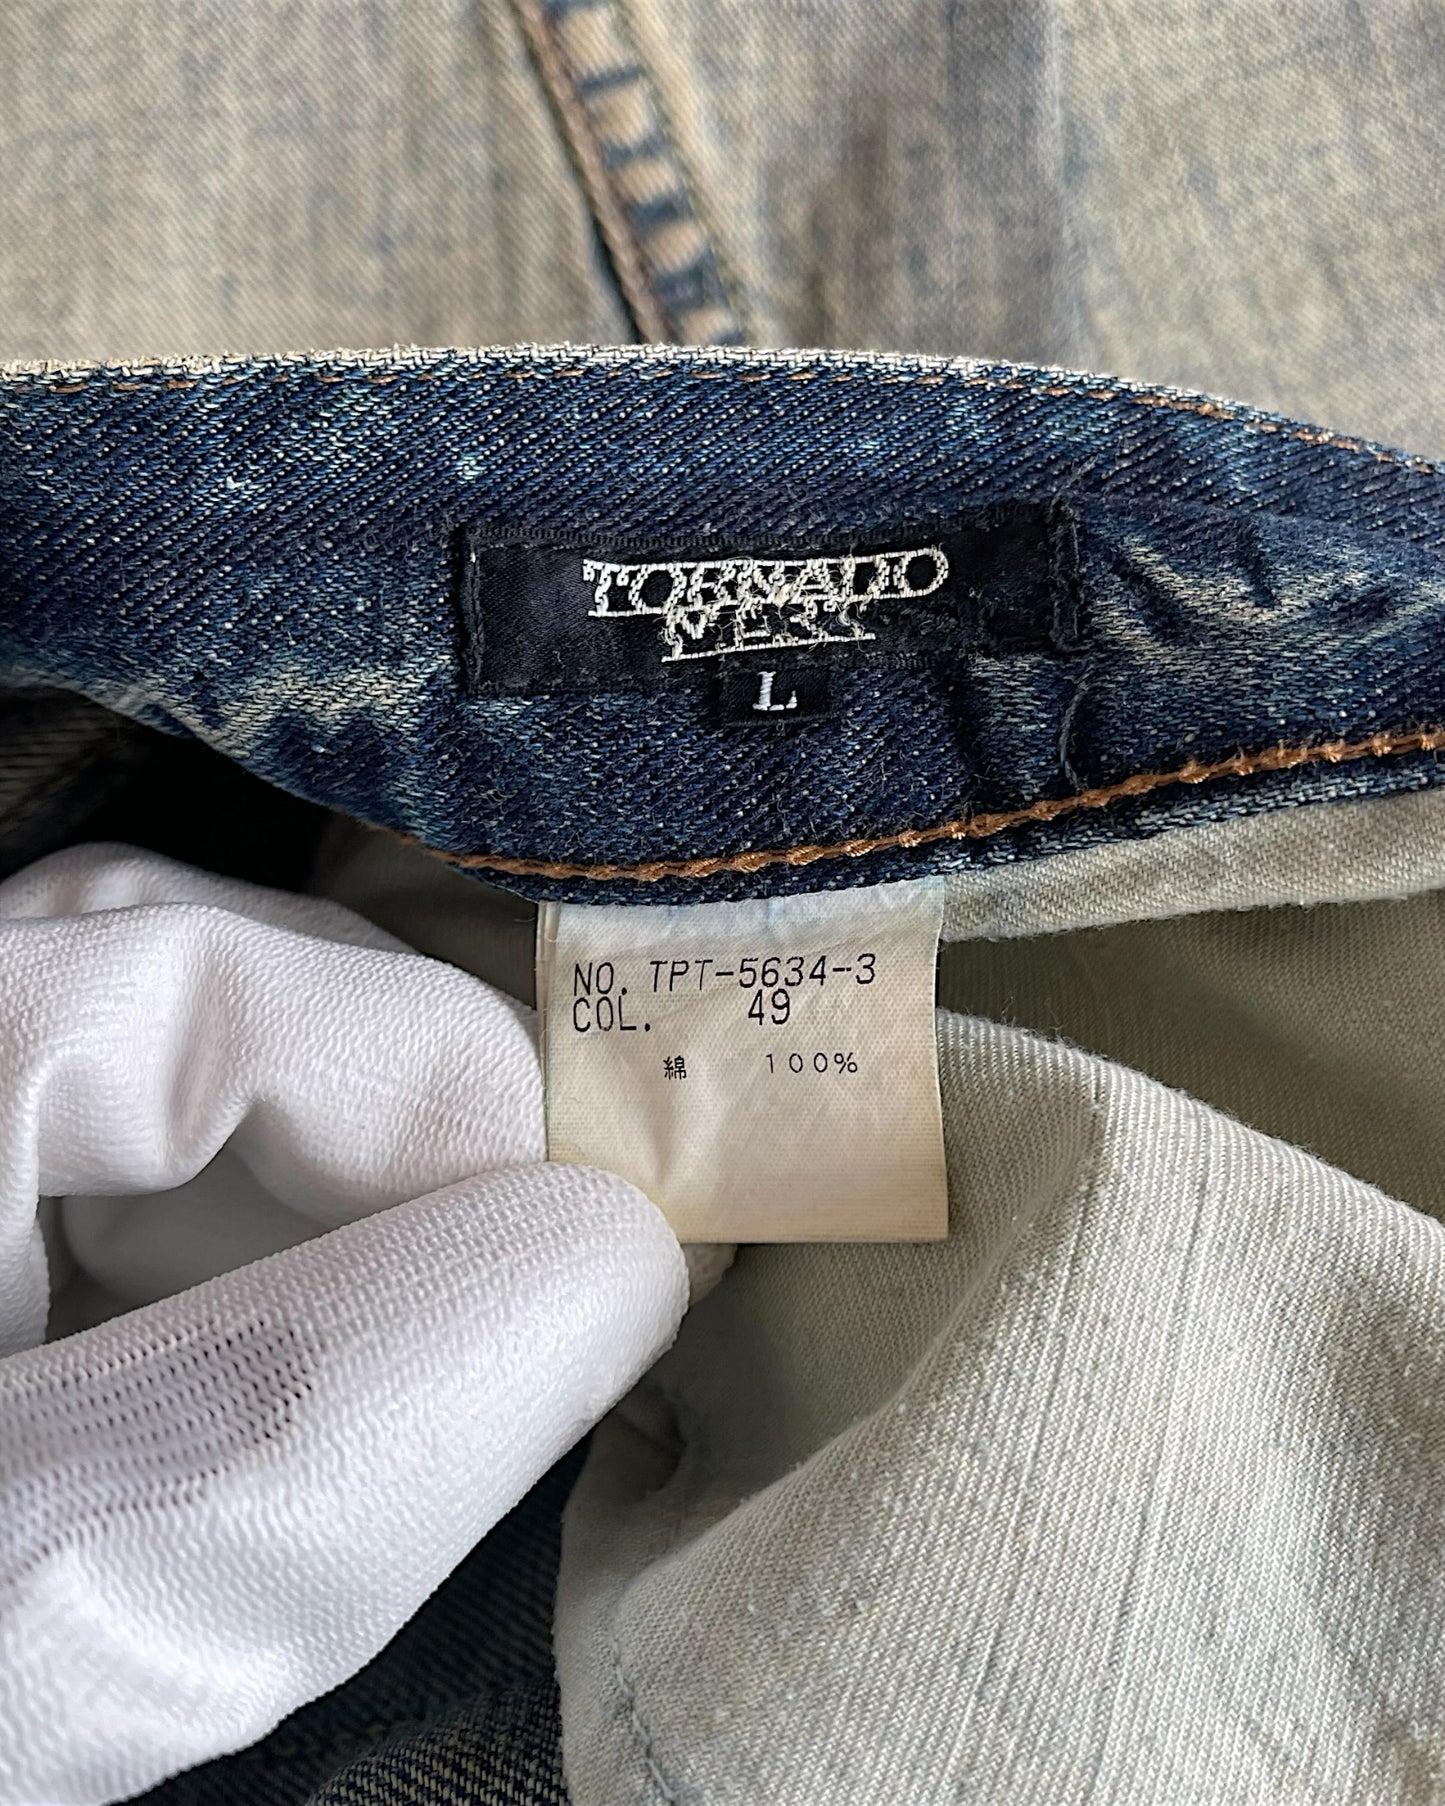 TORNADO
MART
L
NO. TPT-5634-3
COL. 49
綿 100%